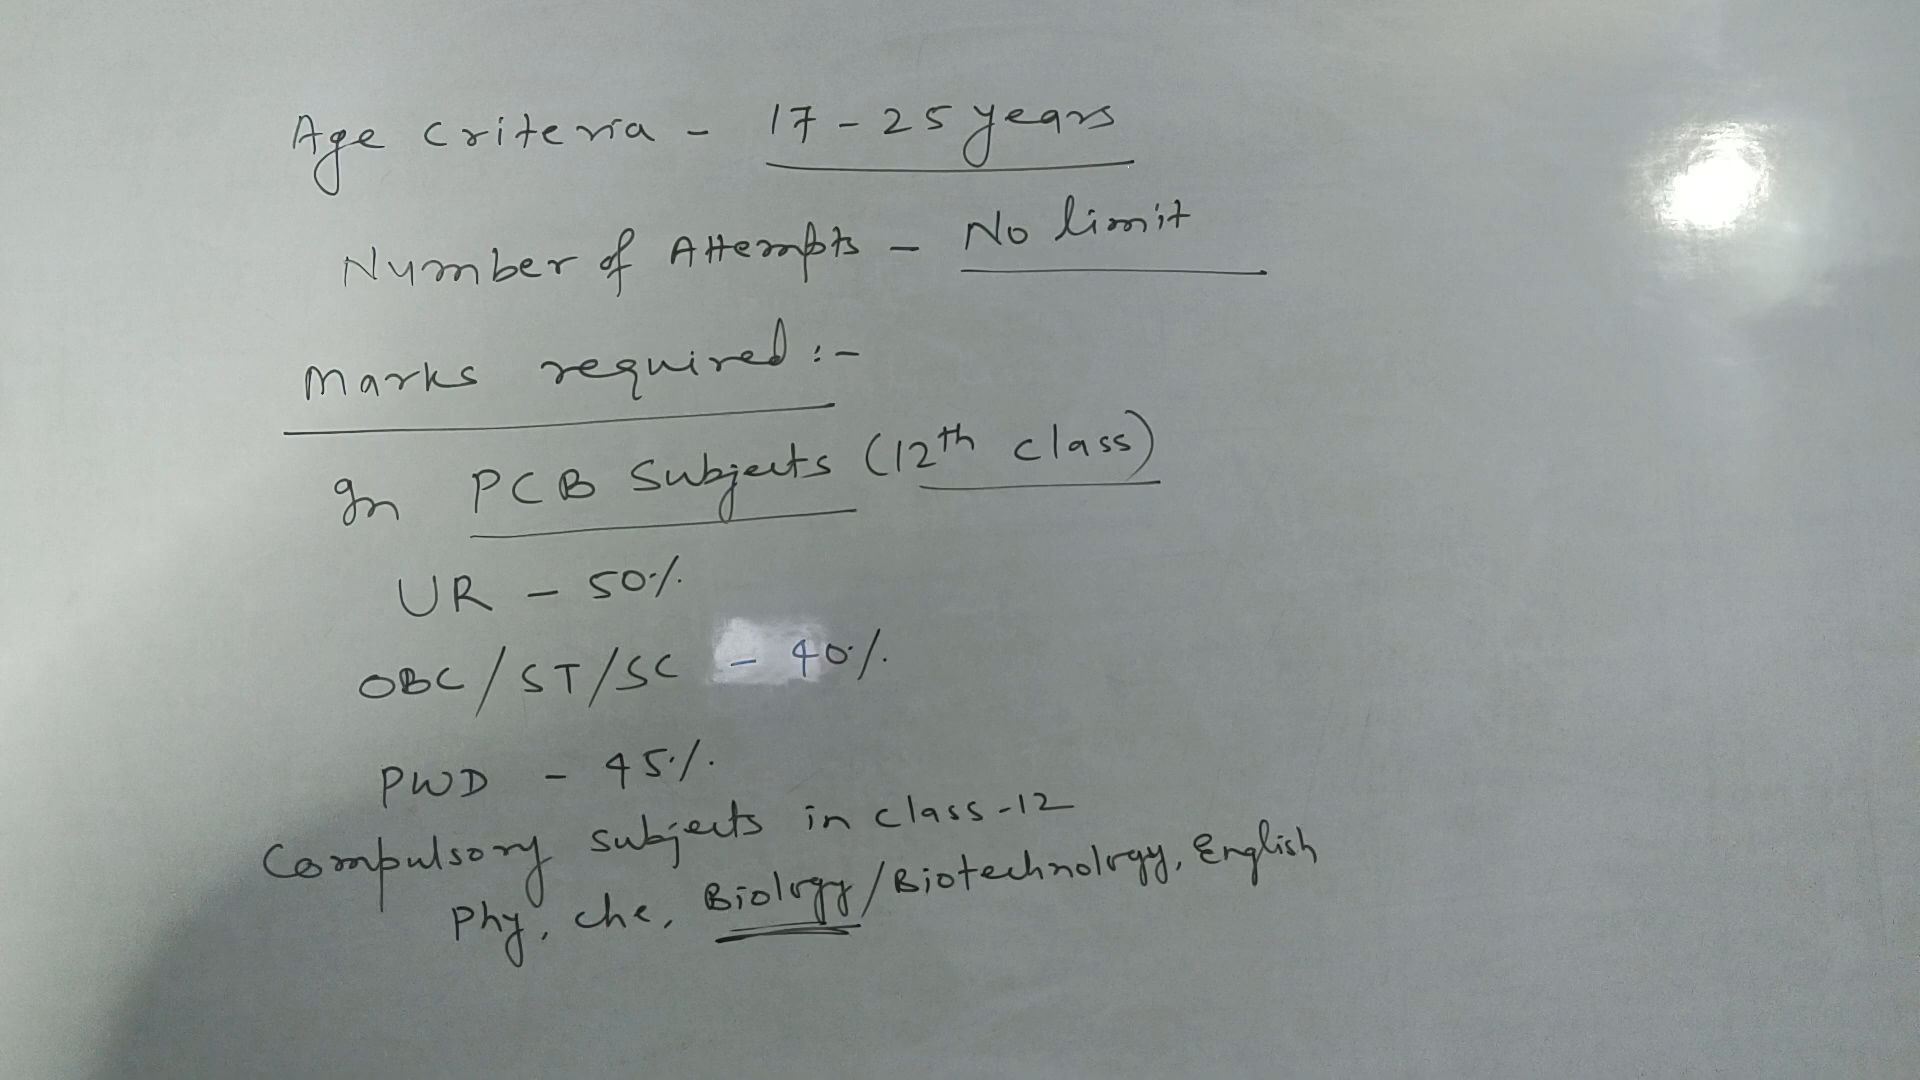 Age criteria - 17-25 years
Number of Attempts - No limit
Marks required :-
In PCB Subjects (12th class)
UR - 50%
OBC/ST/SC - 40%
PWD - 45%
Compulsory subjects in class-12
Phy, che, Biology/Biotechnology, English